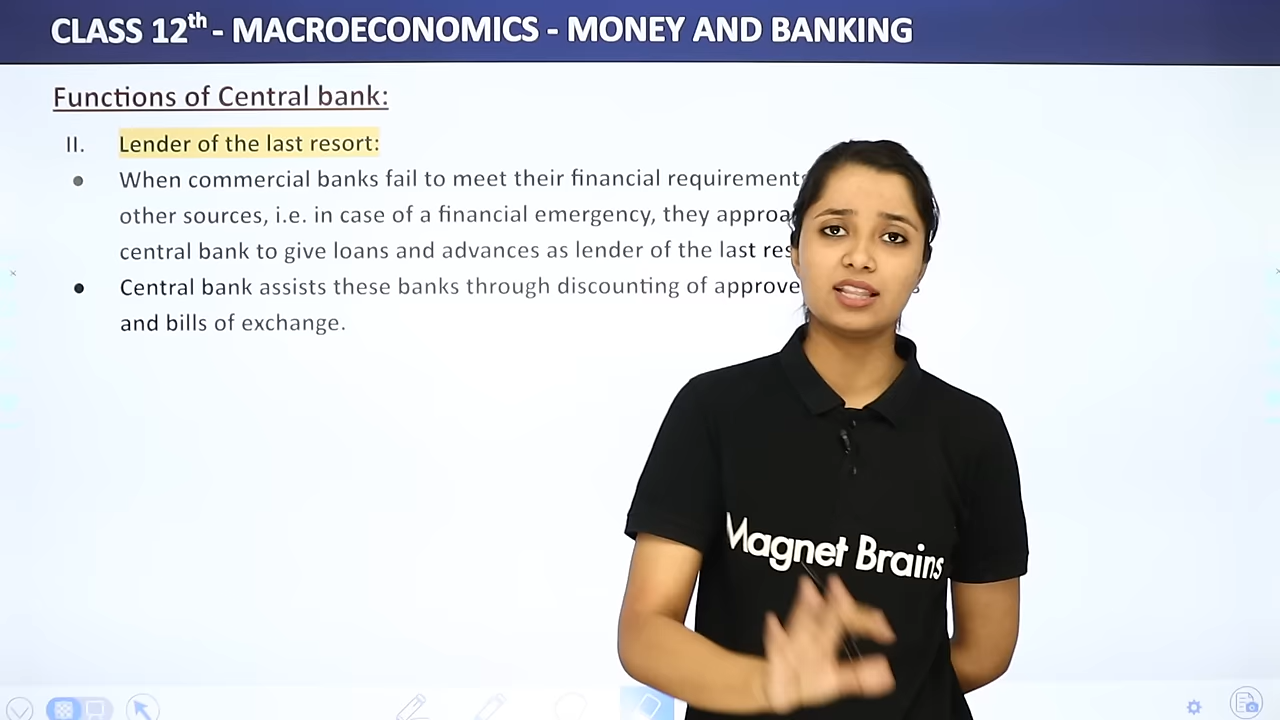 CLASS 12th - MACROECONOMICS - MONEY AND BANKING
Functions of Central bank:
II. Lender of the last resort:
● When commercial banks fail to meet their financial requirements
other sources, i.e. in case of a financial emergency, they
central bank to give loans and advances as lender of the last
● Central bank assists these banks through discounting of
and bills of exchange.
Magnet Brains